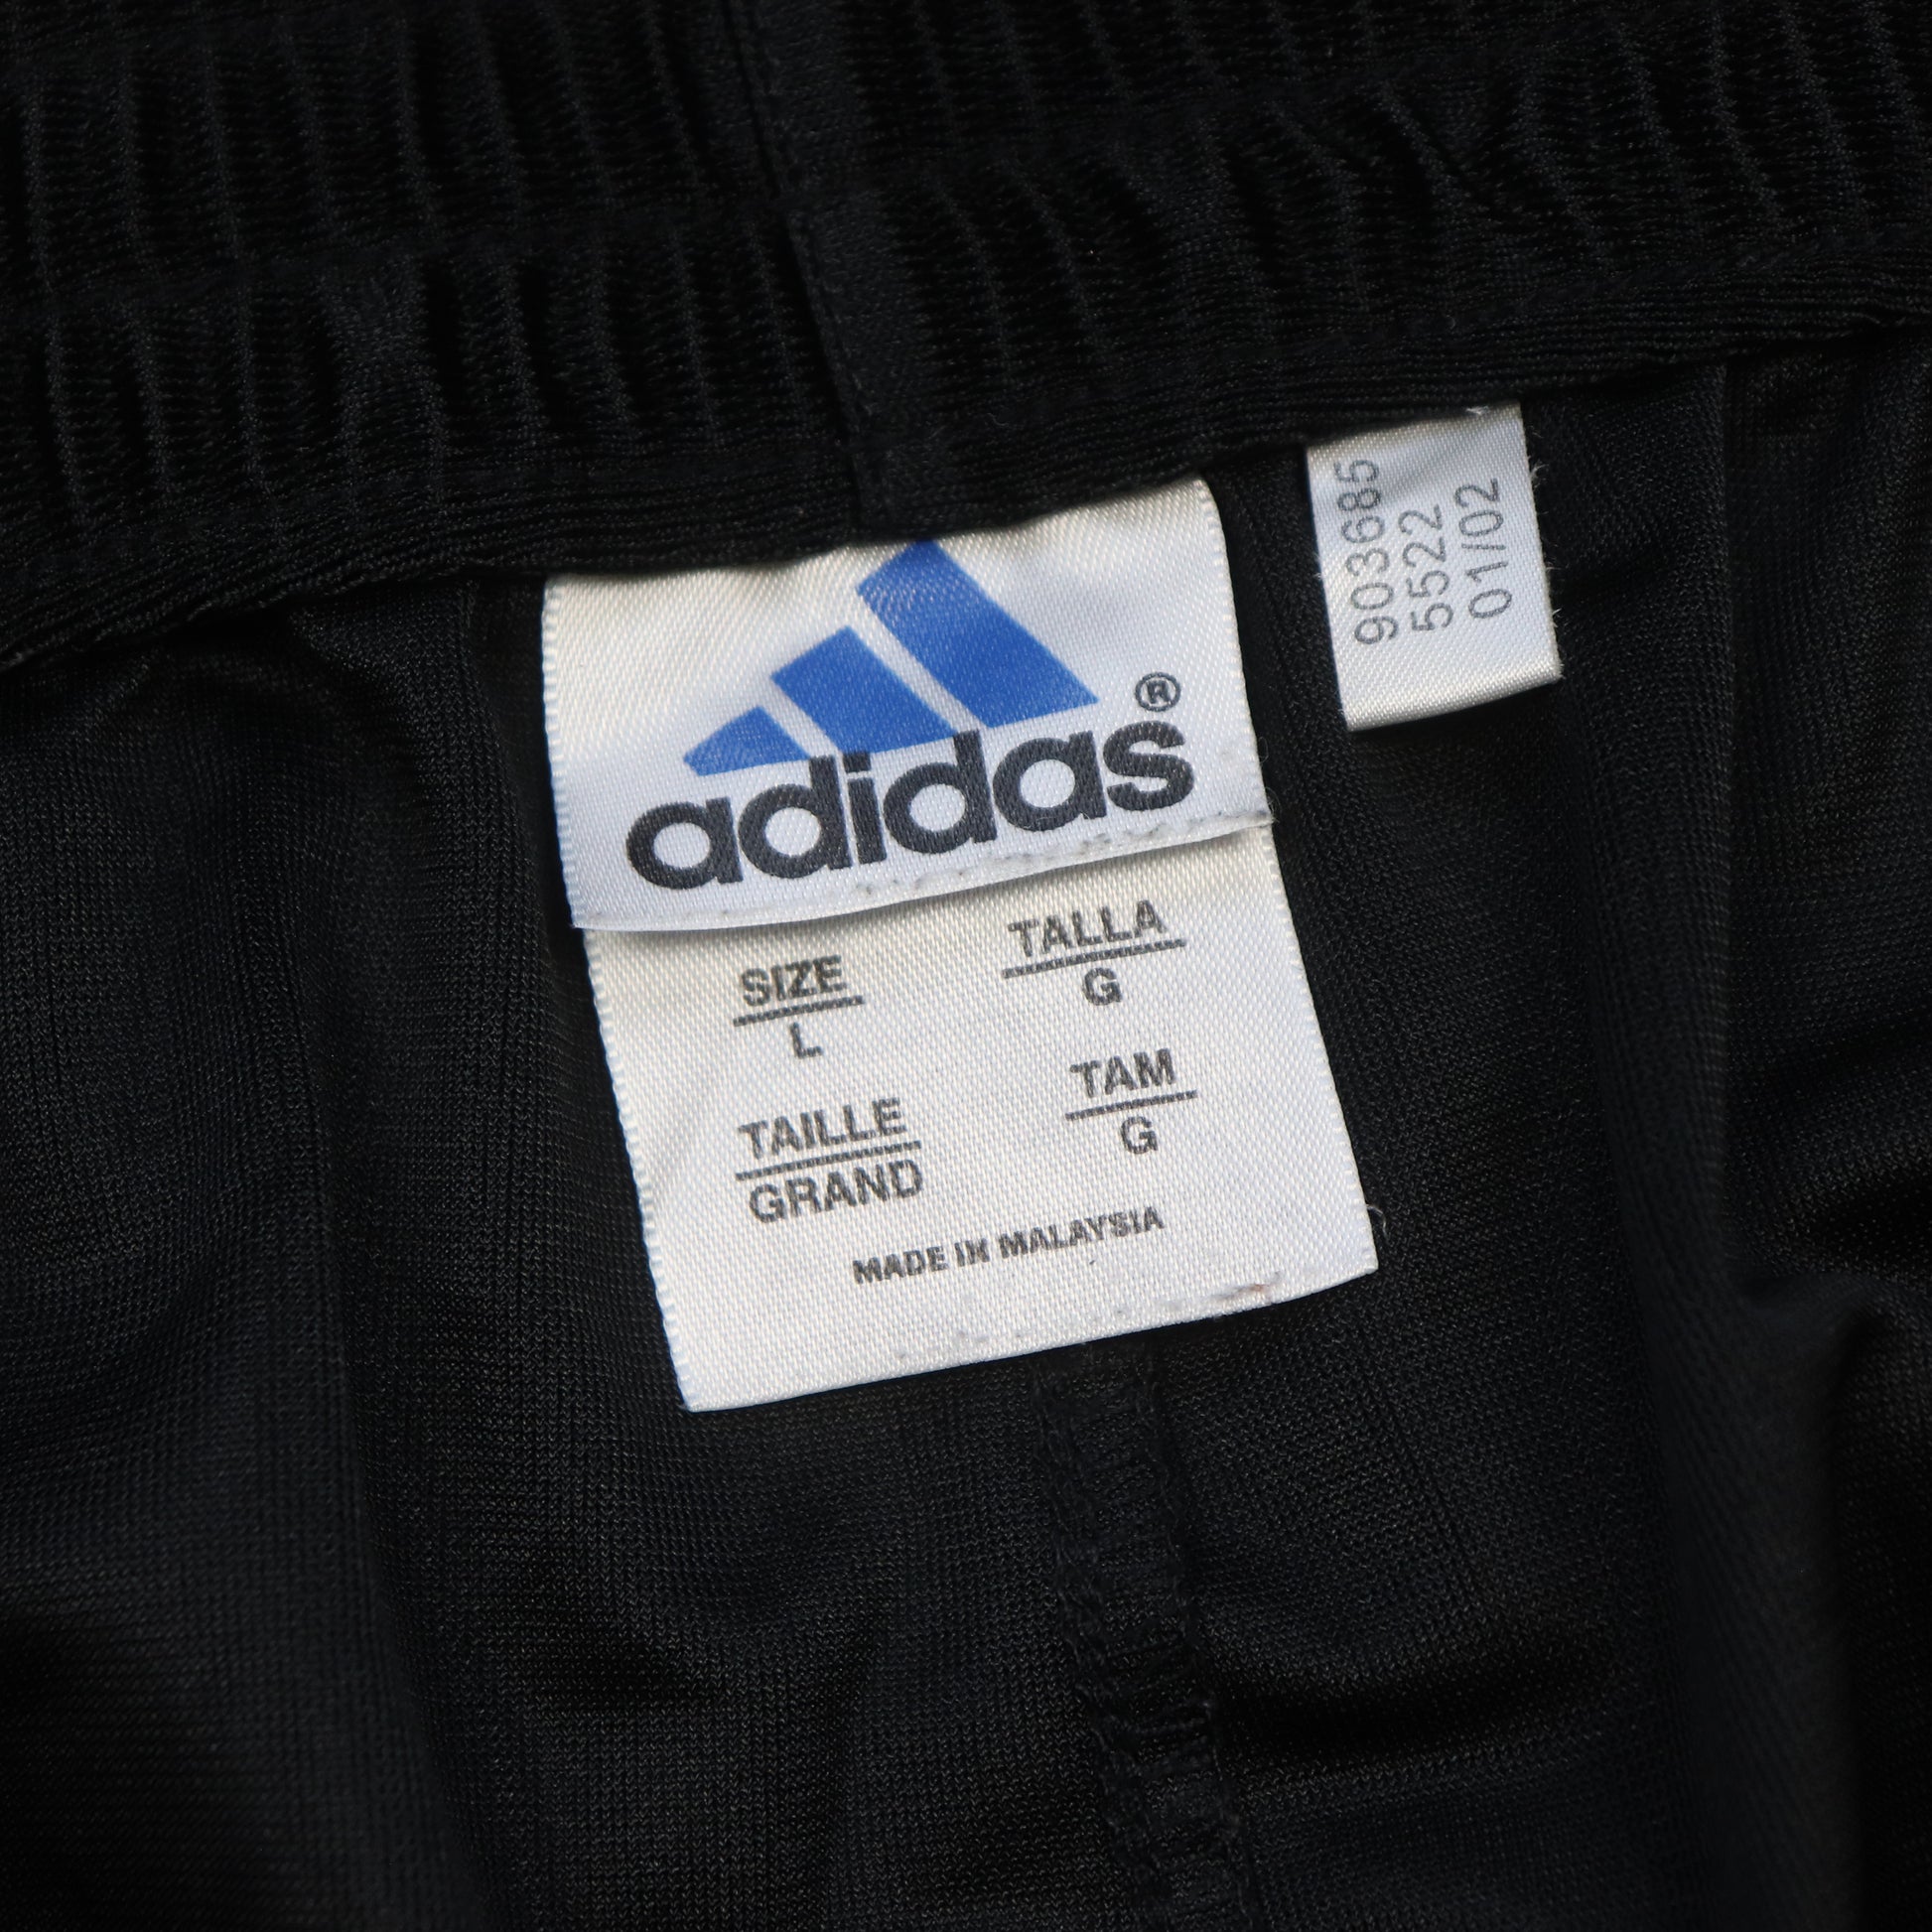 adidas®
SIZE
L
TALLA
G
TAILLE
GRAND
TAM
G
MADE IN MALAYSIA
903685
5522
01/02